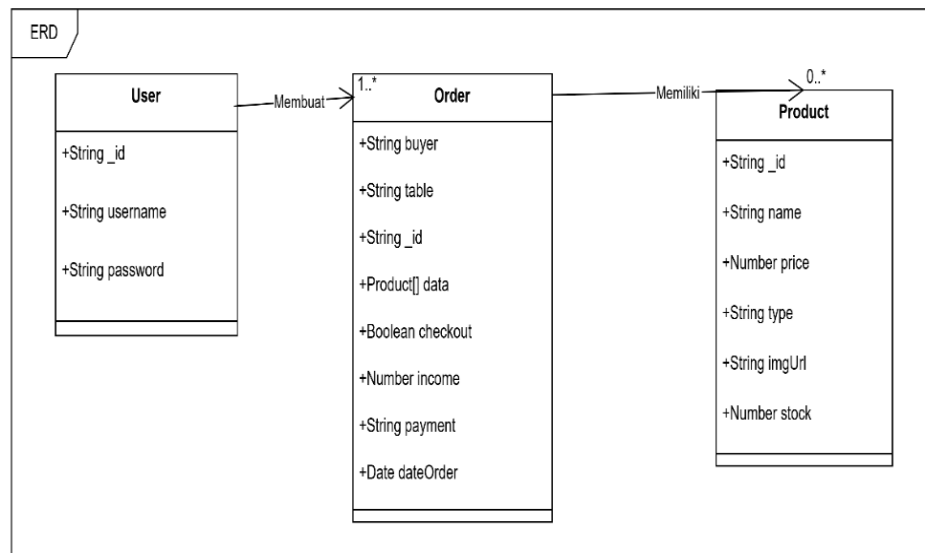 ERD
User
+String _id
+String username
+String password
Membuat
1..*
Order
+String buyer
+String table
+String _id
+Product[] data
+Boolean checkout
+Number income
+String payment
+Date dateOrder
Memiliki
0..*
Product
+String _id
+String name
+Number price
+String type
+String imgUrl
+Number stock